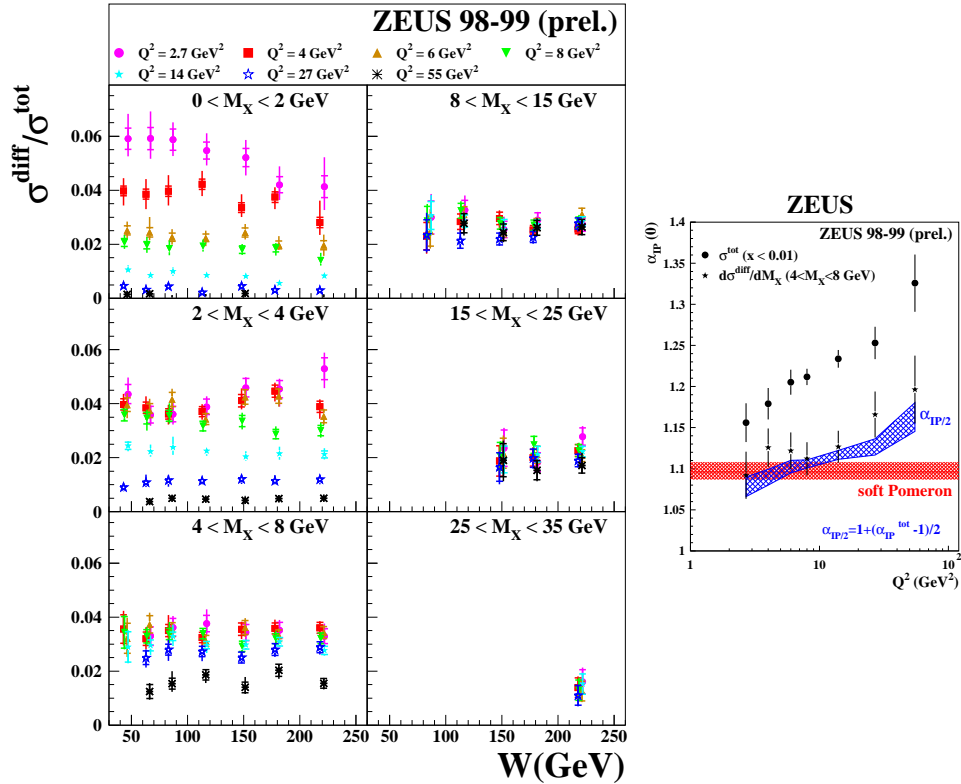 ZEUS 98-99 (prel.)
Q² = 2.7 GeV² Q² = 4 GeV² Q² = 6 GeV² Q² = 8 GeV²
Q² = 14 GeV² Q² = 27 GeV² Q² = 55 GeV²
σ^diff/σ^tot
0 < M_X < 2 GeV
8 < M_X < 15 GeV
0.06
0.04
0.02
0
2 < M_X < 4 GeV
15 < M_X < 25 GeV
0.06
0.04
0.02
0
4 < M_X < 8 GeV
25 < M_X < 35 GeV
0.06
0.04
0.02
0
50 100 150 200 250 50 100 150 200 250
W(GeV)
ZEUS
α_IP(0)
ZEUS 98-99 (prel.)
σ^tot (x < 0.01)
dσ^diff/dM_X (4<M_X<8 GeV)
1.4
1.35
1.3
1.25
1.2
1.15
1.1
1.05
1
α_IP/2
soft Pomeron
α_IP/2=1+(α_IP^tot -1)/2
1 10 10²
Q² (GeV²)